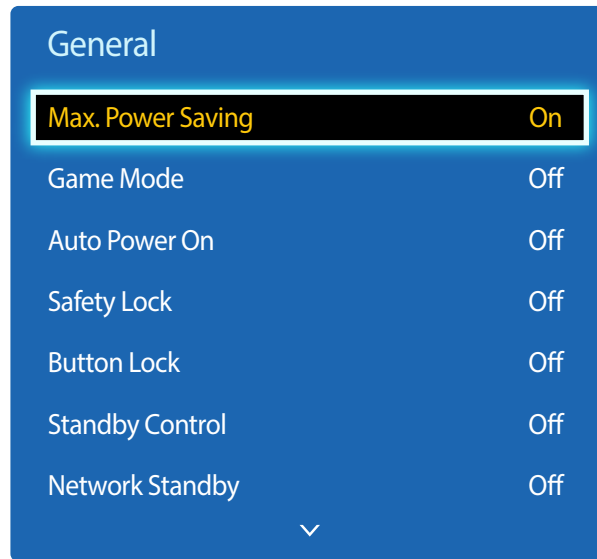 General
Max. Power Saving On
Game Mode Off
Auto Power On Off
Safety Lock Off
Button Lock Off
Standby Control Off
Network Standby Off